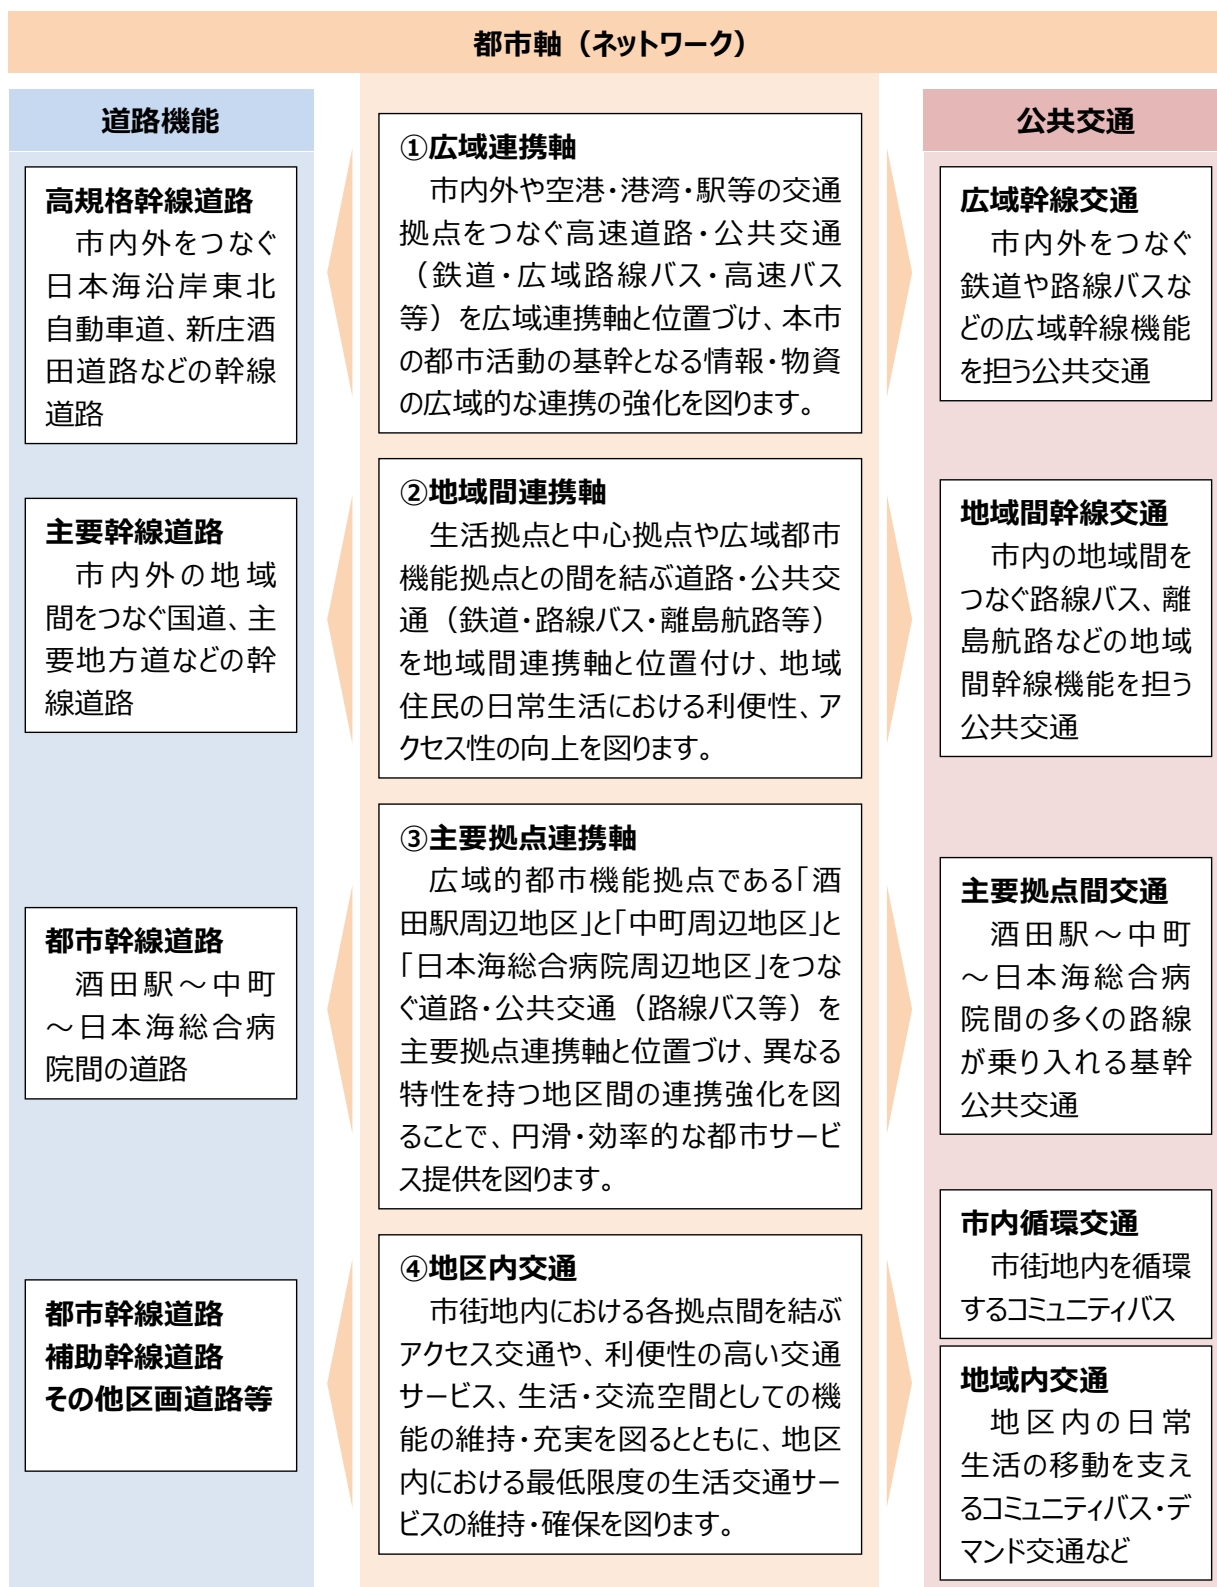 都市軸（ネットワーク）
道路機能
高規格幹線道路
市内外をつなぐ
日本海沿岸東北
自動車道、新庄酒
田道路などの幹線
道路
主要幹線道路
市内外の地域
間をつなぐ国道、主
要地方道などの幹
線道路
都市幹線道路
酒田駅～中町
～日本海総合病
院間の道路
都市幹線道路
補助幹線道路
その他区画道路等
①広域連携軸
市内外や空港・港湾・駅等の交通
拠点をつなぐ高速道路・公共交通
（鉄道・広域路線バス・高速バス
等）を広域連携軸と位置づけ、本市
の都市活動の基幹となる情報・物資
の広域的な連携の強化を図ります。
②地域間連携軸
生活拠点と中心拠点や広域都市
機能拠点との間を結ぶ道路・公共交
通（鉄道・路線バス・離島航路等）
を地域間連携軸と位置付け、地域
住民の日常生活における利便性、ア
クセス性の向上を図ります。
③主要拠点連携軸
広域的都市機能拠点である「酒
田駅周辺地区」と「中町周辺地区」と
「日本海総合病院周辺地区」をつな
ぐ道路・公共交通（路線バス等）を
主要拠点連携軸と位置づけ、異なる
特性を持つ地区間の連携強化を図
ることで、円滑・効率的な都市サービ
ス提供を図ります。
④地区内交通
市街地内における各拠点間を結ぶ
アクセス交通や、利便性の高い交通
サービス、生活・交流空間としての機
能の維持・充実を図るとともに、地区
内における最低限度の生活交通サー
ビスの維持・確保を図ります。
公共交通
広域幹線交通
市内外をつなぐ
鉄道や路線バスな
どの広域幹線機能
を担う公共交通
地域間幹線交通
市内の地域間を
つなぐ路線バス、離
島航路などの地域
間幹線機能を担う
公共交通
主要拠点間交通
酒田駅～中町
～日本海総合病
院間の多くの路線
が乗り入れる基幹
公共交通
市内循環交通
市街地内を循環
するコミュニティバス
地域内交通
地区内の日常
生活の移動を支え
るコミュニティバス・デ
マンド交通など